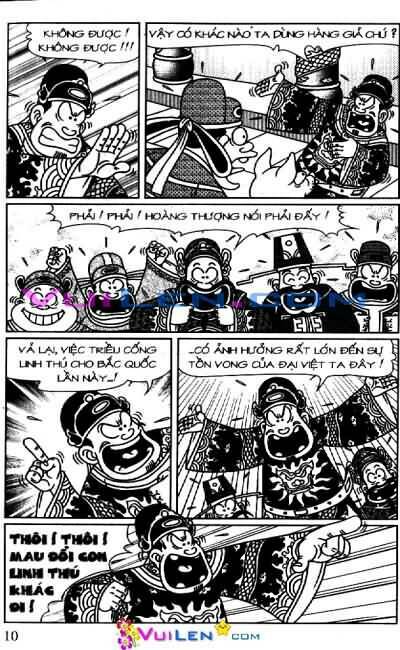 KHÔNG ĐƯỢC!
KHÔNG ĐƯỢC!!!
VẬY CÓ KHÁC NÀO TA DÙNG HÀNG GIẢ CHỨ?
PHẢI! PHẢI! HOÀNG THƯỢNG NÓI PHẢI ĐẤY!
VUILEN.COM
VẢ LẠI, VIỆC TRIỀU CỐNG
LINH THÚ CHO BẮC QUỐC
LẦN NÀY...!
...CÓ ẢNH HƯỞNG RẤT LỚN ĐẾN SỰ
TỒN VONG CỦA ĐẠI VIỆT TA ĐÂY!
THÔI! THÔI!
MAU ĐỔI CON
LINH THÚ
KHÁC
ĐI!
10
VUILEN.COM